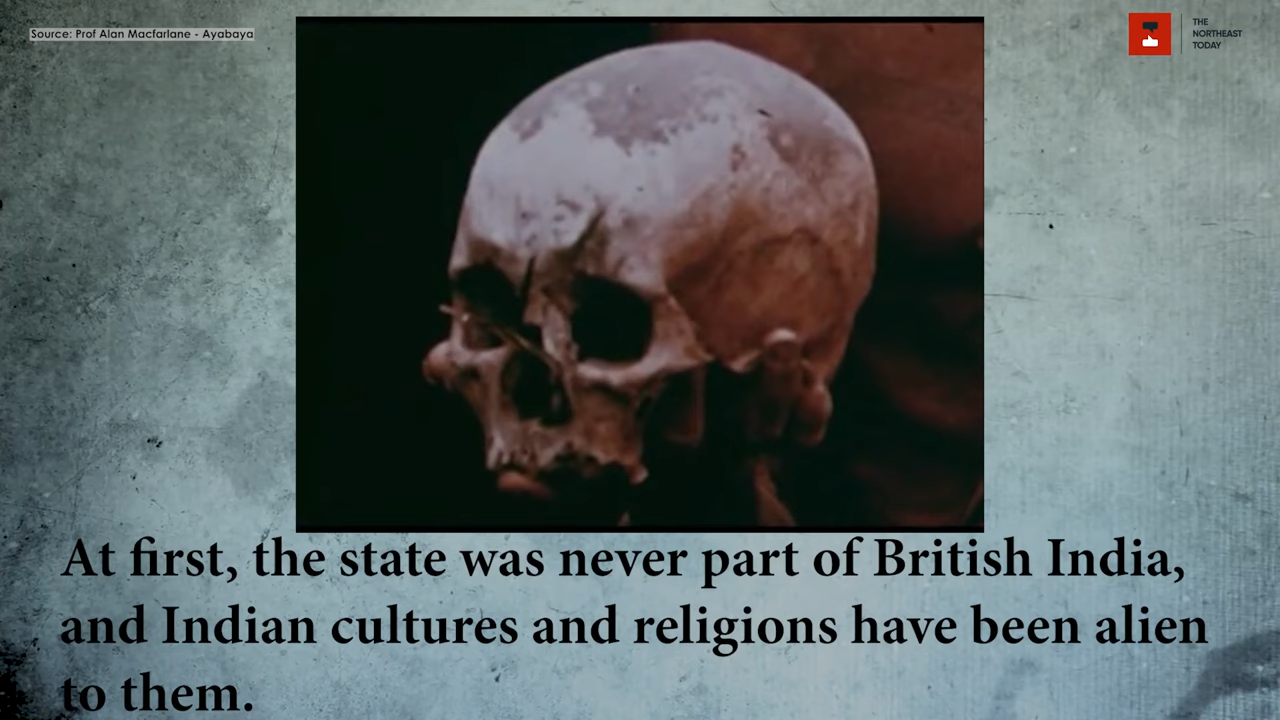 Source: Prof Alan Macfarlane - Ayabaya
THE
NORTHEAST
TODAY
At first, the state was never part of British India,
and Indian cultures and religions have been alien
to them.